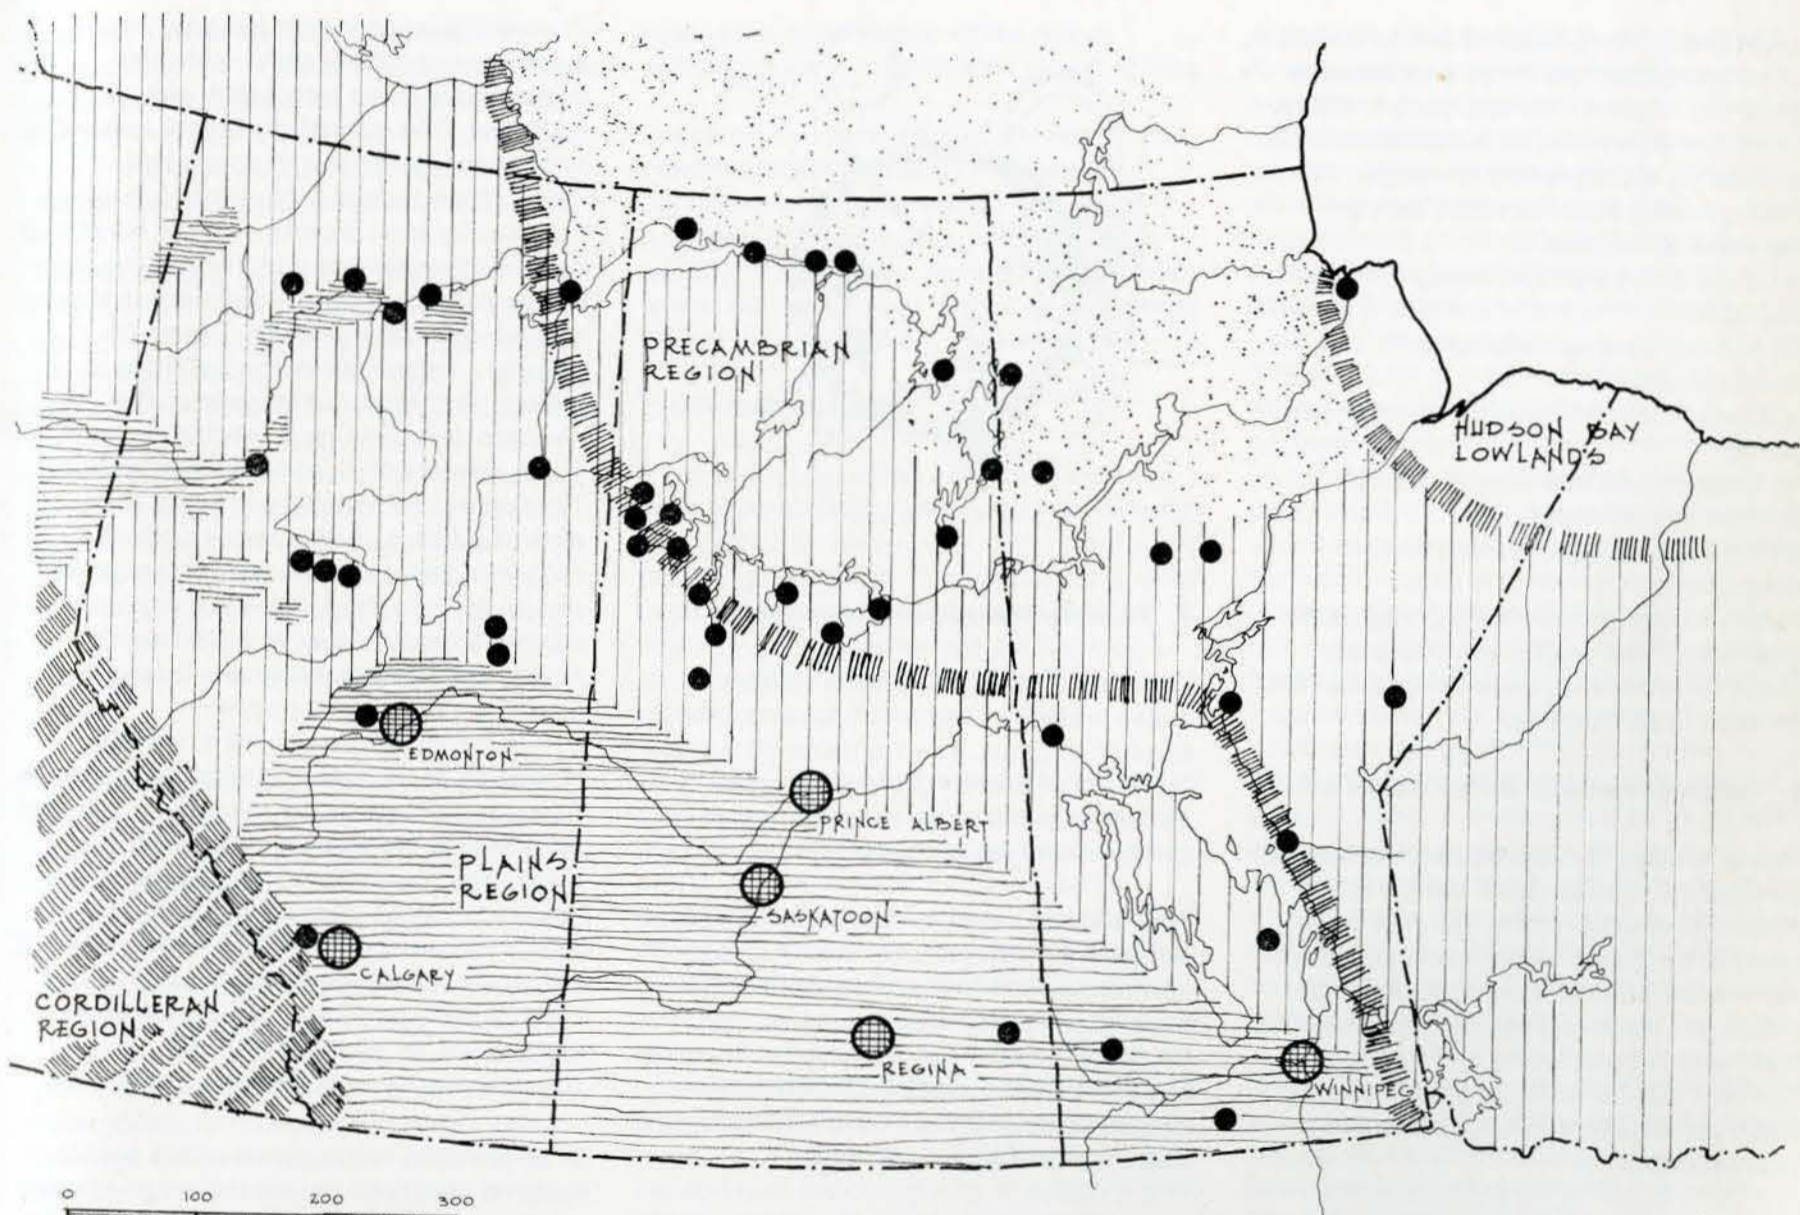 PRECAMBRIAN
REGION
HUDSON BAY
LOWLANDS
EDMONTON
PRINCE ALBERT
PLAINS
REGION
SASKATOON
CALGARY
CORDILLERAN
REGION
REGINA
WINNIPEG
0 100 200 300